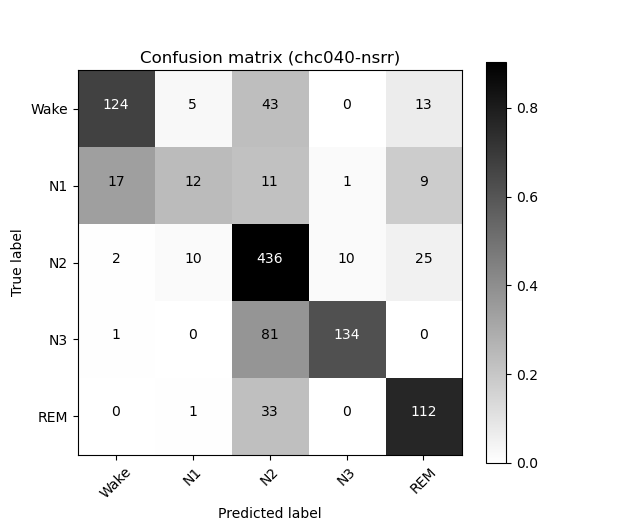 Confusion matrix (chc040-nsrr)
Wake 124 5 43 0 13
N1 17 12 11 1 9
N2 2 10 436 10 25
N3 1 0 81 134 0
REM 0 1 33 0 112
Wake N1 N2 N3 REM
Predicted label
True label
0.8
0.6
0.4
0.2
0.0